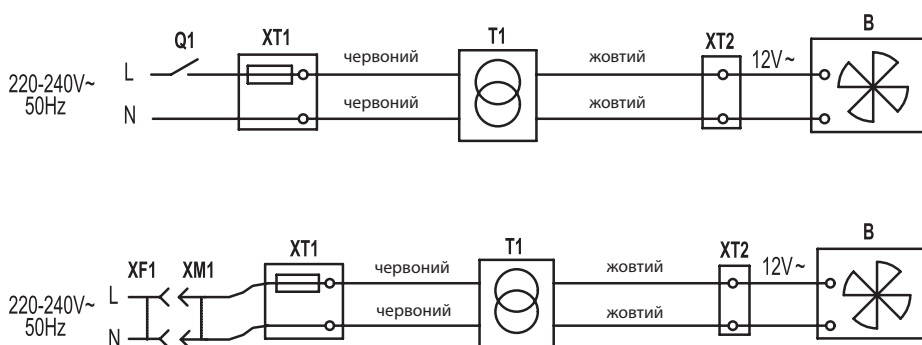 Q1 XT1 T1 XT2 B
червоний жовтий 12V~
L
220-240V~
50Hz
червоний жовтий
N
XF1 XM1 XT1 T1 XT2 B
червоний жовтий 12V~
L
220-240V~
50Hz
червоний жовтий
N